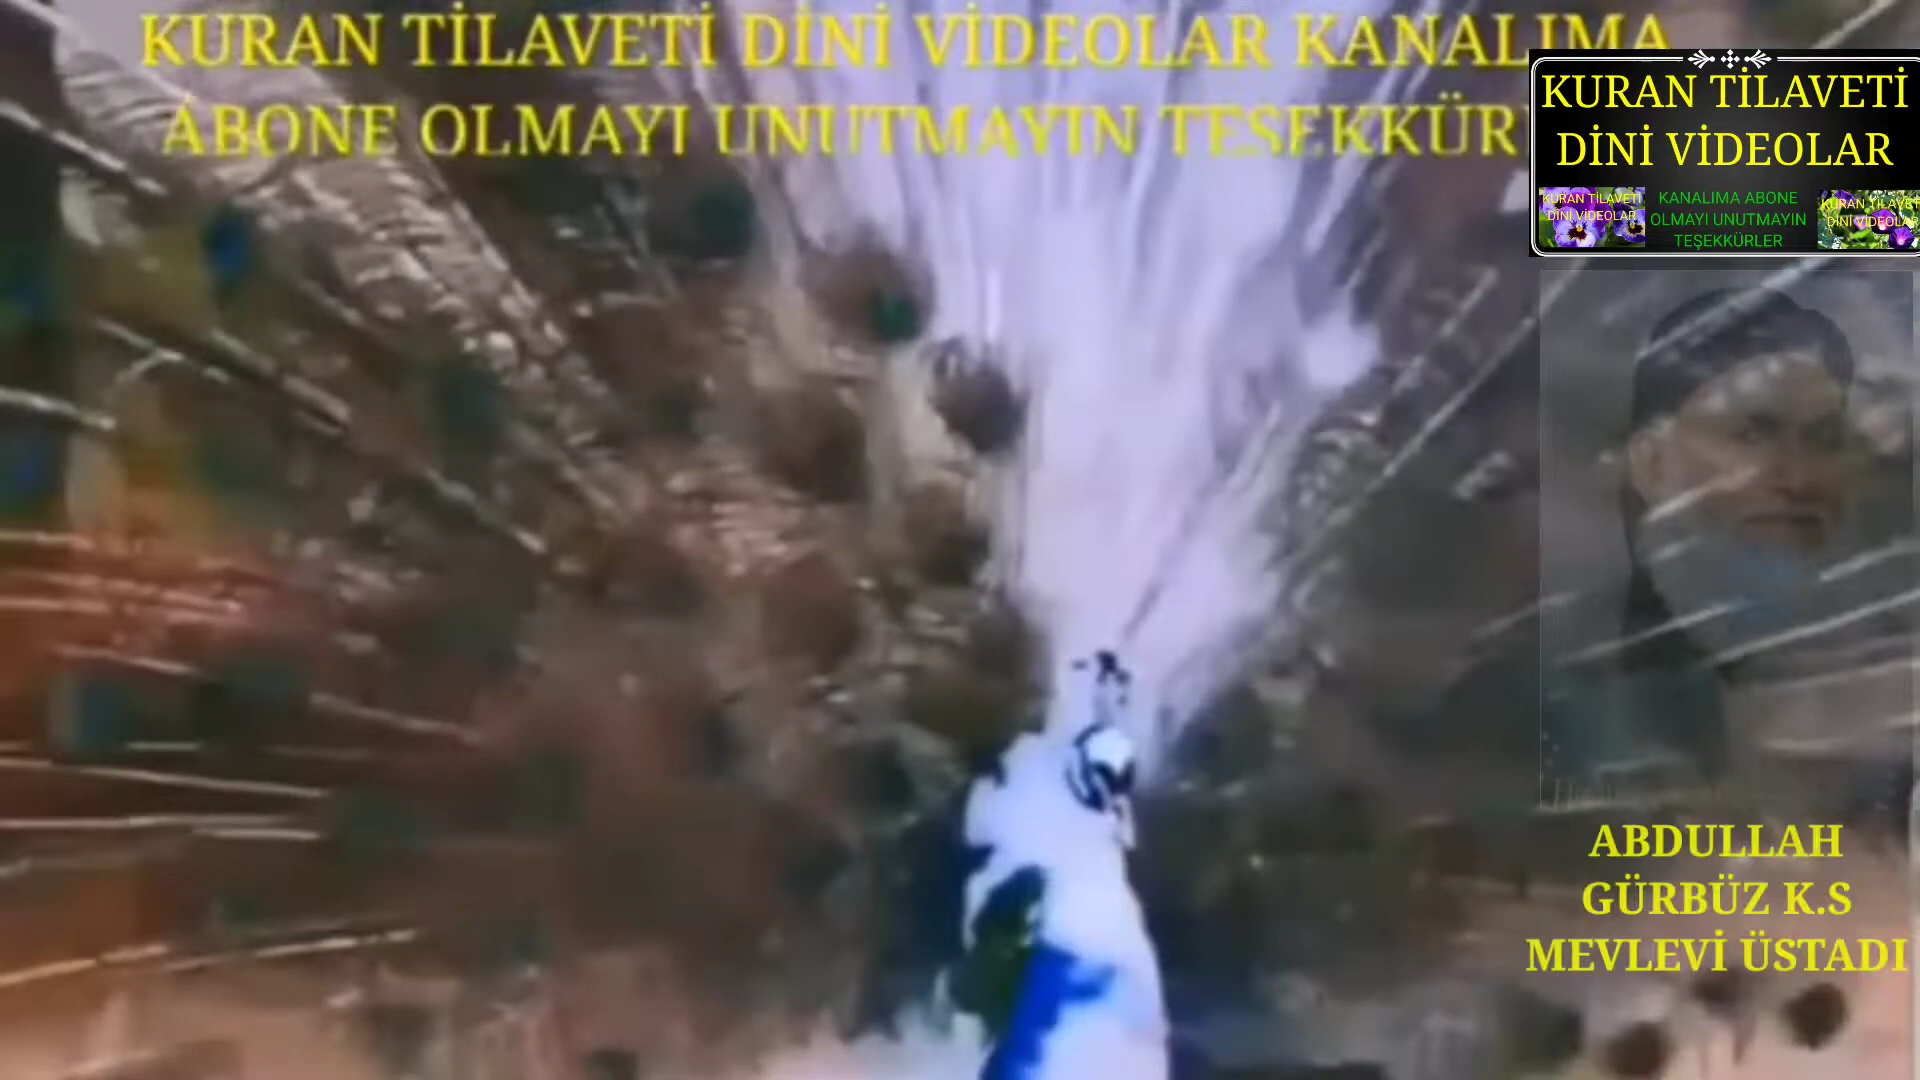 KURAN TİLAVETİ DİNİ VİDEOLAR KANALIMA
ABONE OLMAYI UNUTMAYIN
KURAN TİLAVETİ
DİNİ VİDEOLAR
KURAN TİLAVETİ
DİNİ VİDEOLAR
KANALIMA ABONE
OLMAYI UNUTMAYIN
TEŞEKKÜRLER
KURAN TİLAVETİ
DİNİ VİDEOLAR
ABDULLAH
GÜRBÜZ K.S
MEVLEVİ ÜSTADI